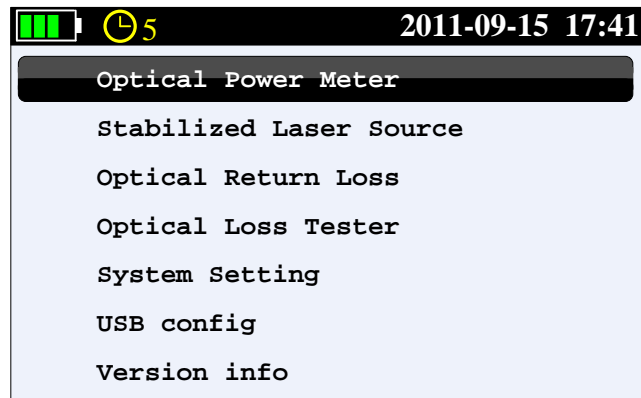 5 2011-09-15 17:41
Optical Power Meter
Stabilized Laser Source
Optical Return Loss
Optical Loss Tester
System Setting
USB config
Version info